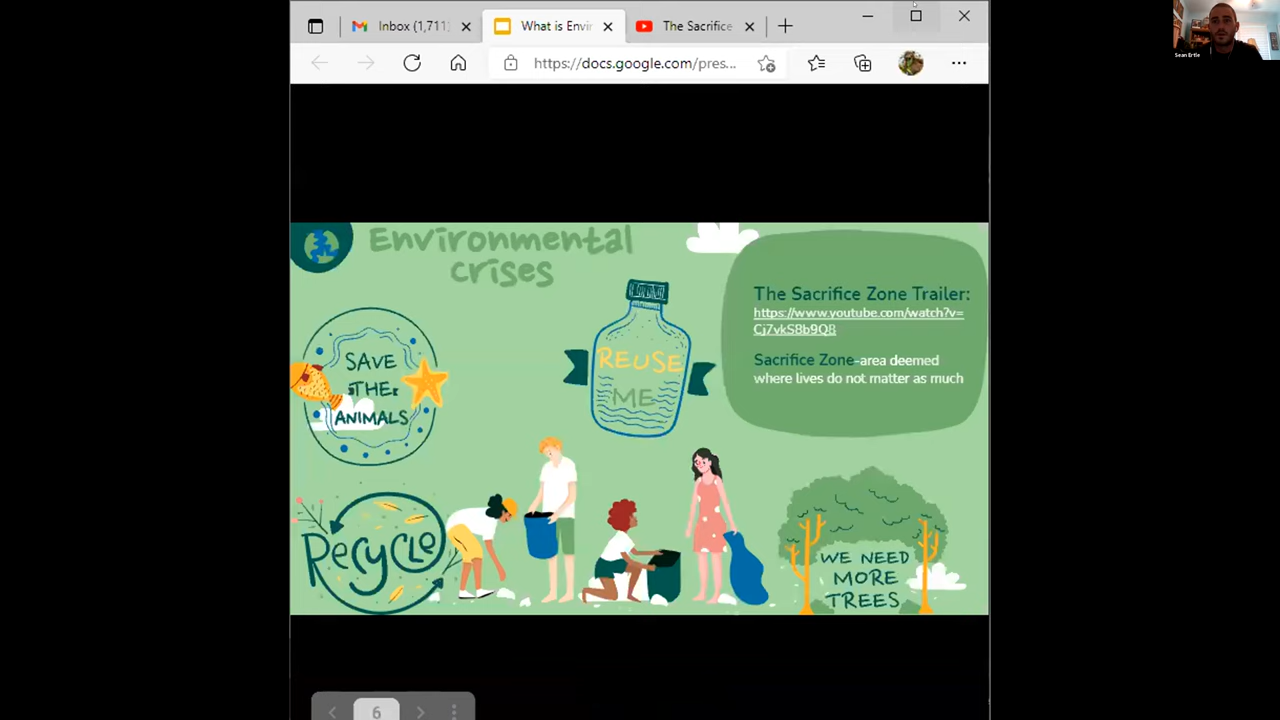 Inbox (1,711)
What is Envir
The Sacrifice
https://docs.google.com/pres...
Sean Ertle
Environmental
crises
The Sacrifice Zone Trailer:
https://www.youtube.com/watch?v=
Cj7vkS8b9Q8
Sacrifice Zone-area deemed
where lives do not matter as much
SAVE
THE
ANIMALS
REUSE
ME
Recycle
WE NEED
MORE
TREES
6